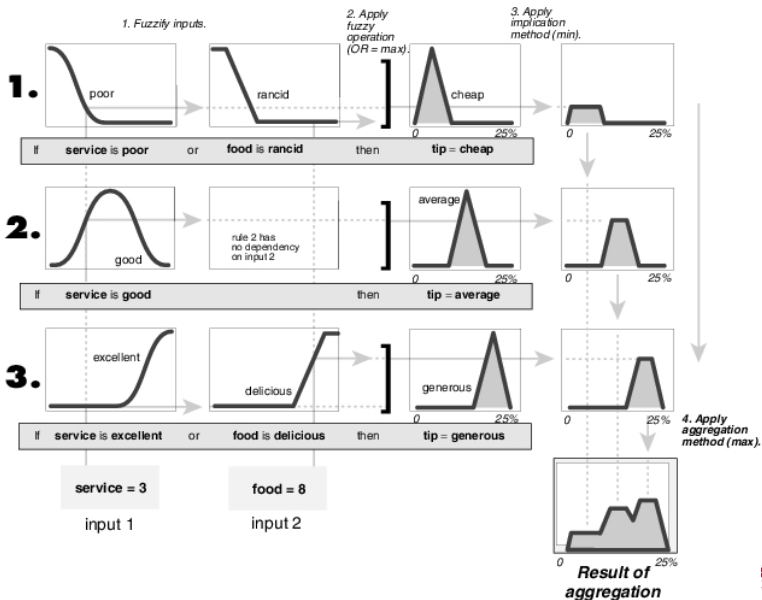 1. Fuzzify inputs.
2. Apply
fuzzy
operation
(OR = max).
3. Apply
implication
method (min).
1.
poor
rancid
cheap
0
25%
0
25%
If service is poor or food is rancid then tip = cheap
2.
good
rule 2 has
no dependency
on input 2
average
0
25%
0
25%
If service is good then tip = average
3.
excellent
delicious
generous
0
25%
0
25%
If service is excellent or food is delicious then tip = generous
4. Apply
aggregation
method (max).
service = 3
food = 8
input 1
input 2
0
25%
Result of
aggregation